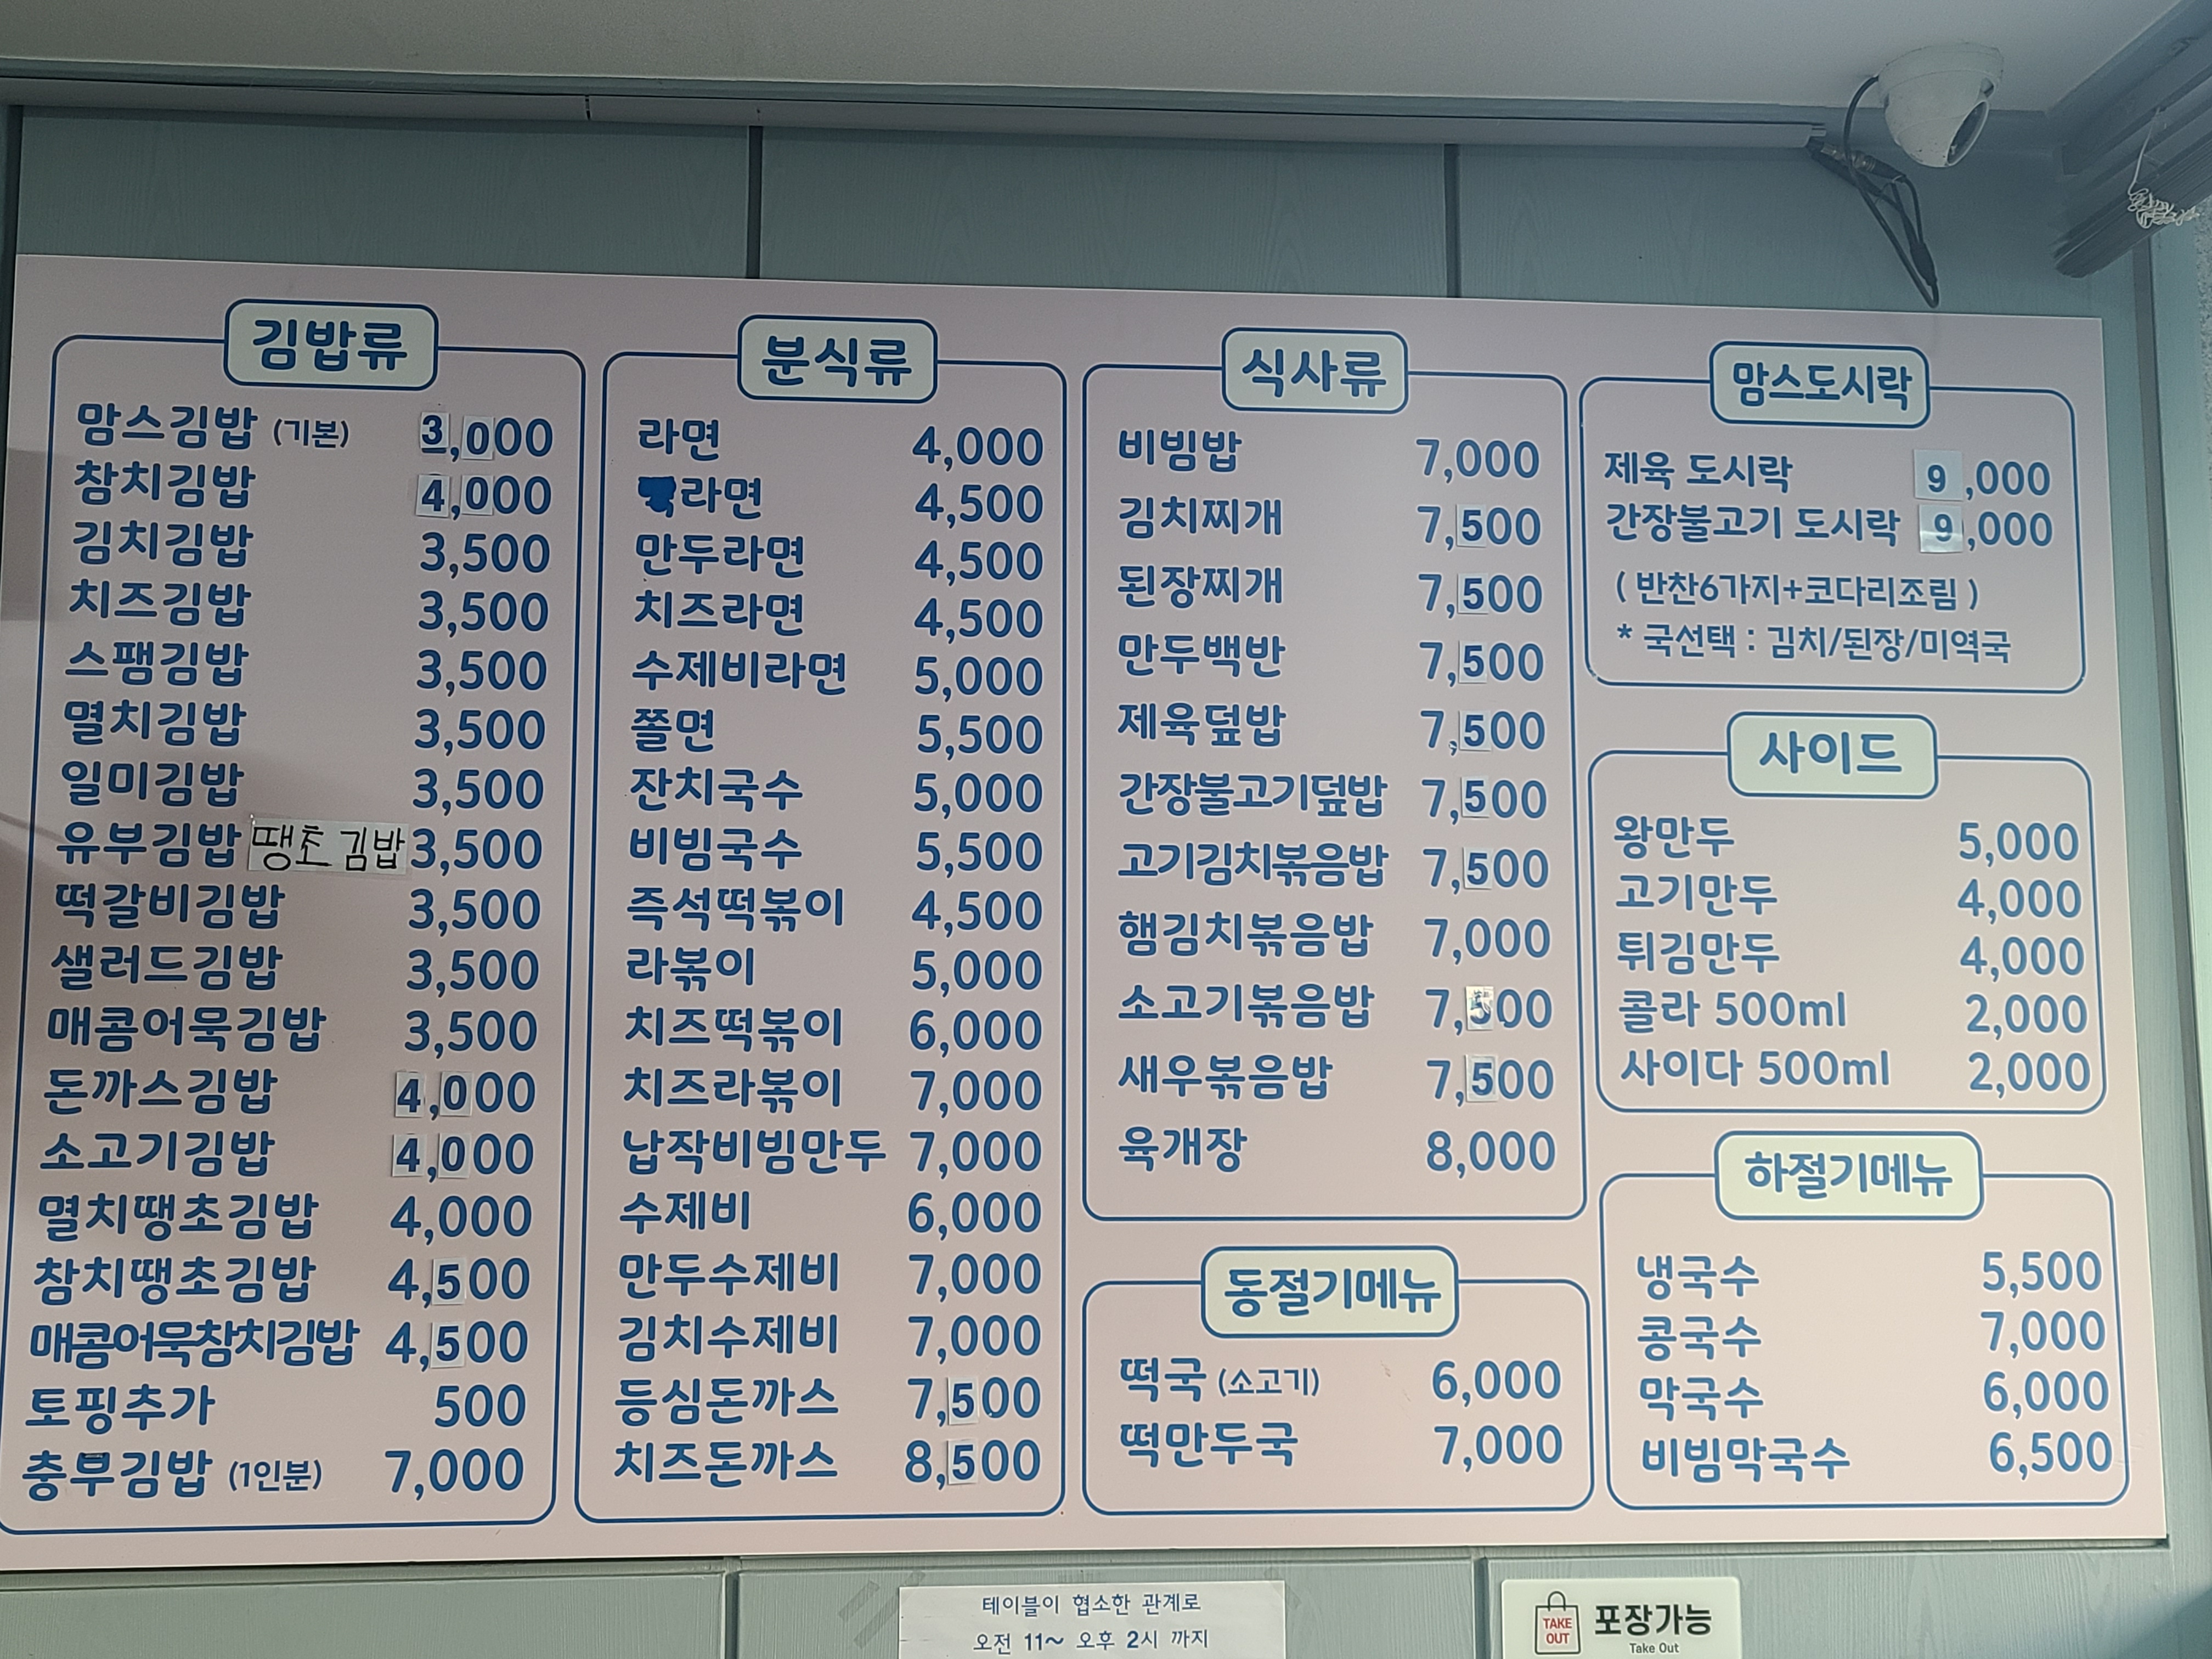 김밥류
맘스김밥 (기본) 3,000
참치김밥 4,000
김치김밥 3,500
치즈김밥 3,500
스팸김밥 3,500
멸치김밥 3,500
일미김밥 3,500
유부김밥 땡초김밥 3,500
떡갈비김밥 3,500
샐러드김밥 3,500
매콤어묵김밥 3,500
돈까스김밥 4,000
소고기김밥 4,000
멸치땡초김밥 4,000
참치땡초김밥 4,500
매콤어묵참치김밥 4,500
토핑추가 500
충부김밥 (1인분) 7,000
분식류
라면 4,000
라면 4,500
만두라면 4,500
치즈라면 4,500
수제비라면 5,000
쫄면 5,500
잔치국수 5,000
비빔국수 5,500
즉석떡볶이 4,500
라볶이 5,000
치즈떡볶이 6,000
치즈라볶이 7,000
납작비빔만두 7,000
수제비 6,000
만두수제비 7,000
김치수제비 7,000
등심돈까스 7,500
치즈돈까스 8,500
식사류
비빔밥 7,000
김치찌개 7,500
된장찌개 7,500
만두백반 7,500
제육덮밥 7,500
간장불고기덮밥 7,500
고기김치볶음밥 7,500
햄김치볶음밥 7,000
소고기볶음밥 7,500
새우볶음밥 7,500
육개장 8,000
동절기메뉴
떡국 (소고기) 6,000
떡만두국 7,000
맘스도시락
제육 도시락 9,000
간장불고기 도시락 9,000
( 반찬6가지+코다리조림 )
* 국선택 : 김치/된장/미역국
사이드
왕만두 5,000
고기만두 4,000
튀김만두 4,000
콜라 500ml 2,000
사이다 500ml 2,000
하절기메뉴
냉국수 5,500
콩국수 7,000
막국수 6,000
비빔막국수 6,500
테이블이 협소한 관계로
오전 11~ 오후 2시 까지
TAKE
OUT
포장가능
Take Out